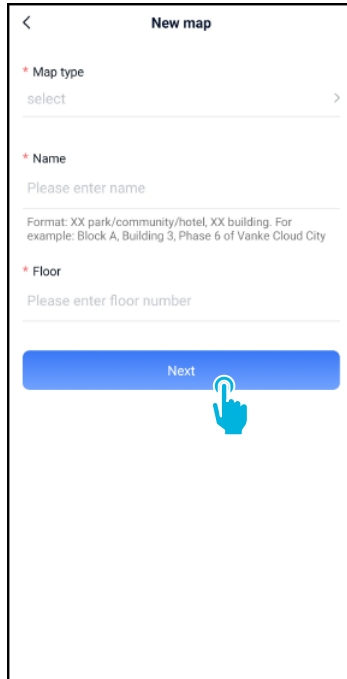 New map
* Map type
select
* Name
Please enter name
Format: XX park/community/hotel, XX building. For
example: Block A, Building 3, Phase 6 of Vanke Cloud City
* Floor
Please enter floor number
Next